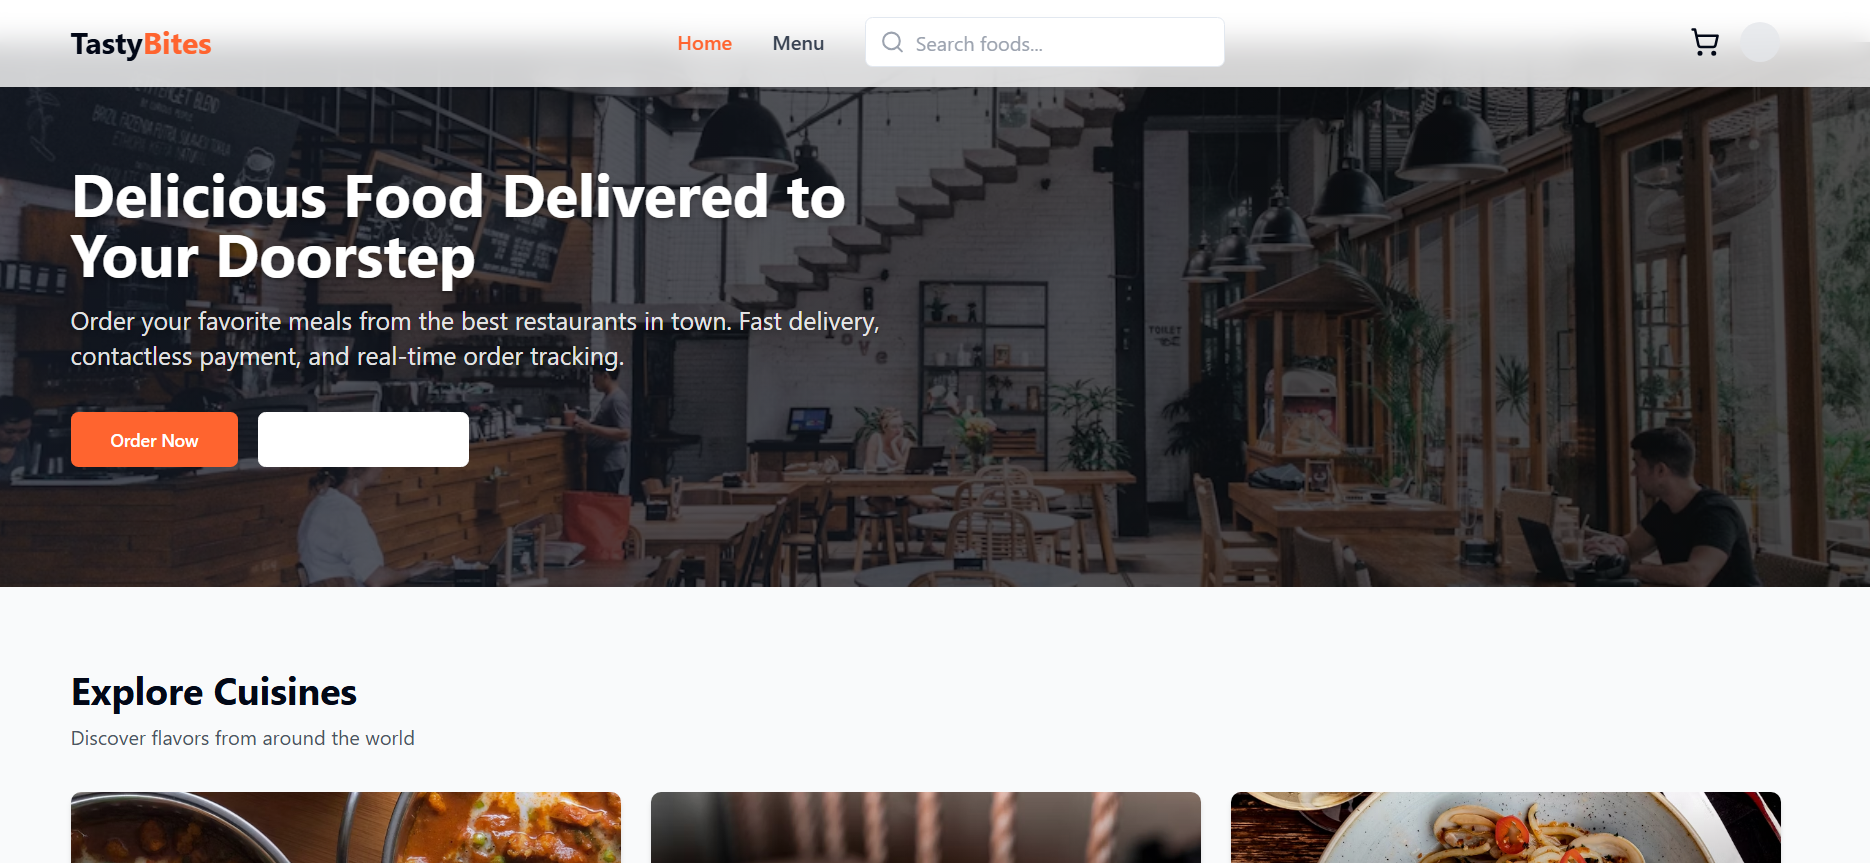 TastyBites
Home
Menu
Search foods...
Delicious Food Delivered to
Your Doorstep
Order your favorite meals from the best restaurants in town. Fast delivery,
contactless payment, and real-time order tracking.
Order Now
TOILET
Explore Cuisines
Discover flavors from around the world